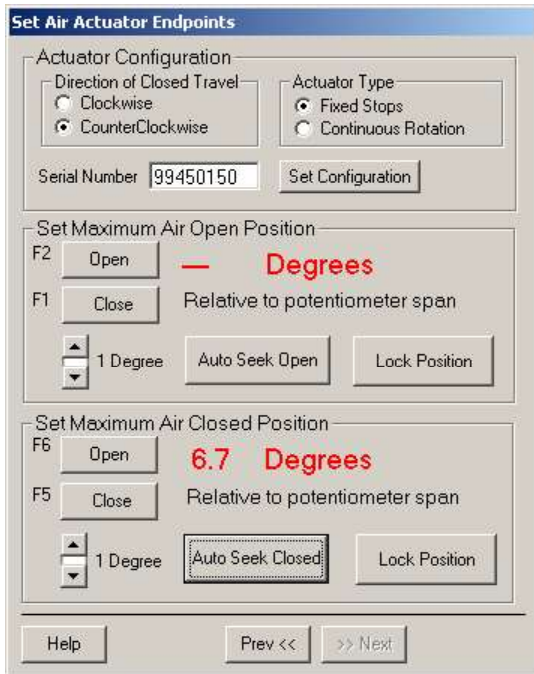 Set Air Actuator Endpoints
Actuator Configuration
Direction of Closed Travel
Clockwise
CounterClockwise
Actuator Type
Fixed Stops
Continuous Rotation
Serial Number 99450150 Set Configuration
Set Maximum Air Open Position
F2 Open — Degrees
F1 Close Relative to potentiometer span
1 Degree Auto Seek Open Lock Position
Set Maximum Air Closed Position
F6 Open 6.7 Degrees
F5 Close Relative to potentiometer span
1 Degree Auto Seek Closed Lock Position
Help Prev << >> Next